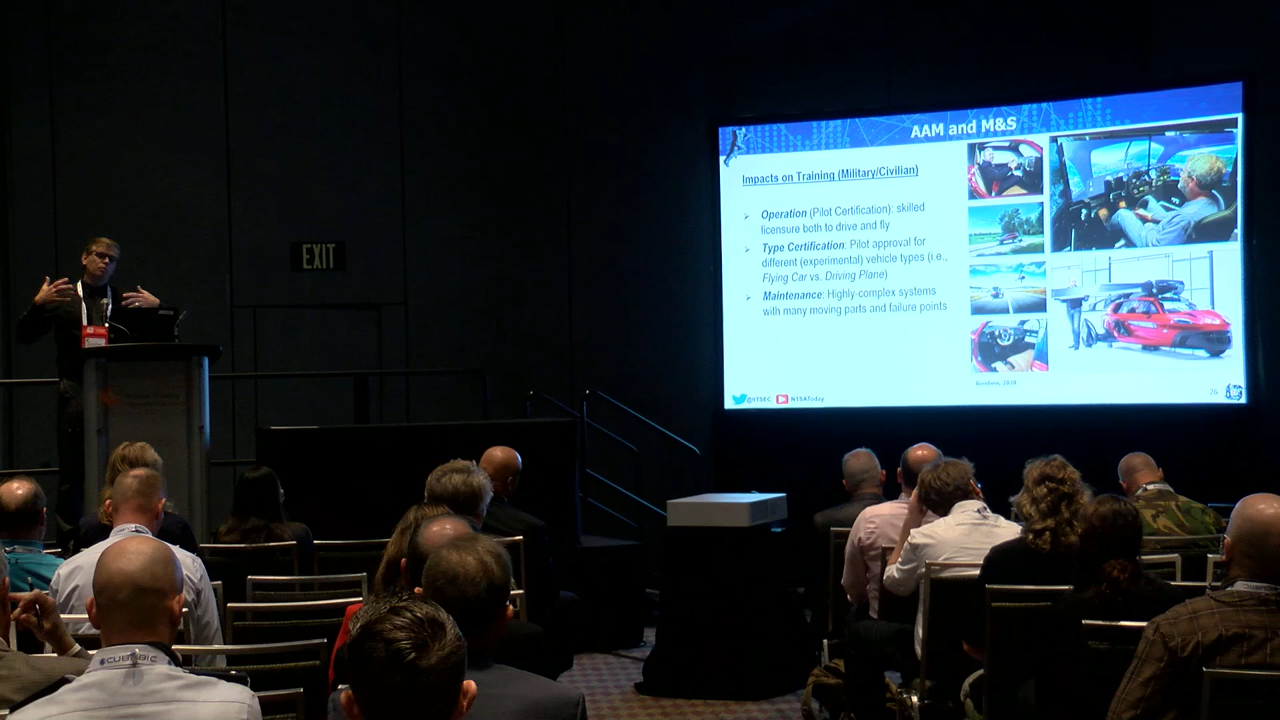 AAM and M&S
Impacts on Training (Military/Civilian)
➢ Operation (Pilot Certification): skilled
licensure both to drive and fly
➢ Type Certification: Pilot approval for
different (experimental) vehicle types (i.e.,
Flying Car vs. Driving Plane)
➢ Maintenance: Highly-complex systems
with many moving parts and failure points
@IITSEC
NTSAToday
26
EXIT
CUBIC